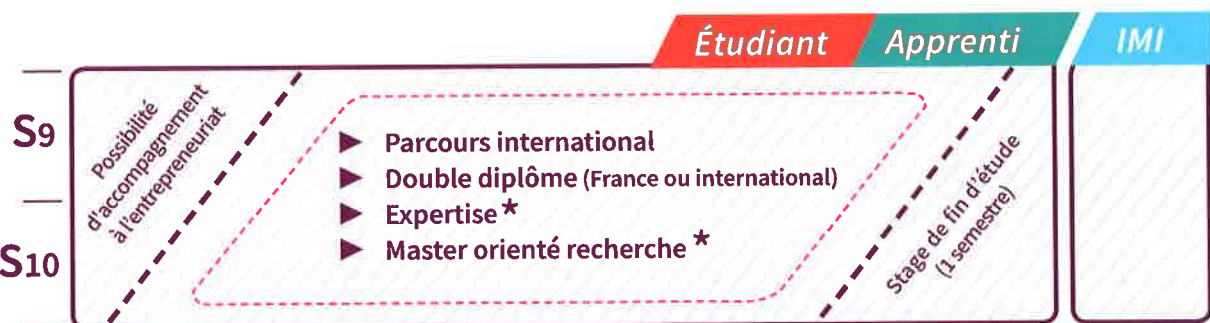 Étudiant
Apprenti
IMI
S9
S10
Possibilité
d'accompagnement
à l'entrepreneuriat
► Parcours international
► Double diplôme (France ou international)
► Expertise *
► Master orienté recherche *
Stage de fin d'étude
(1 semestre)